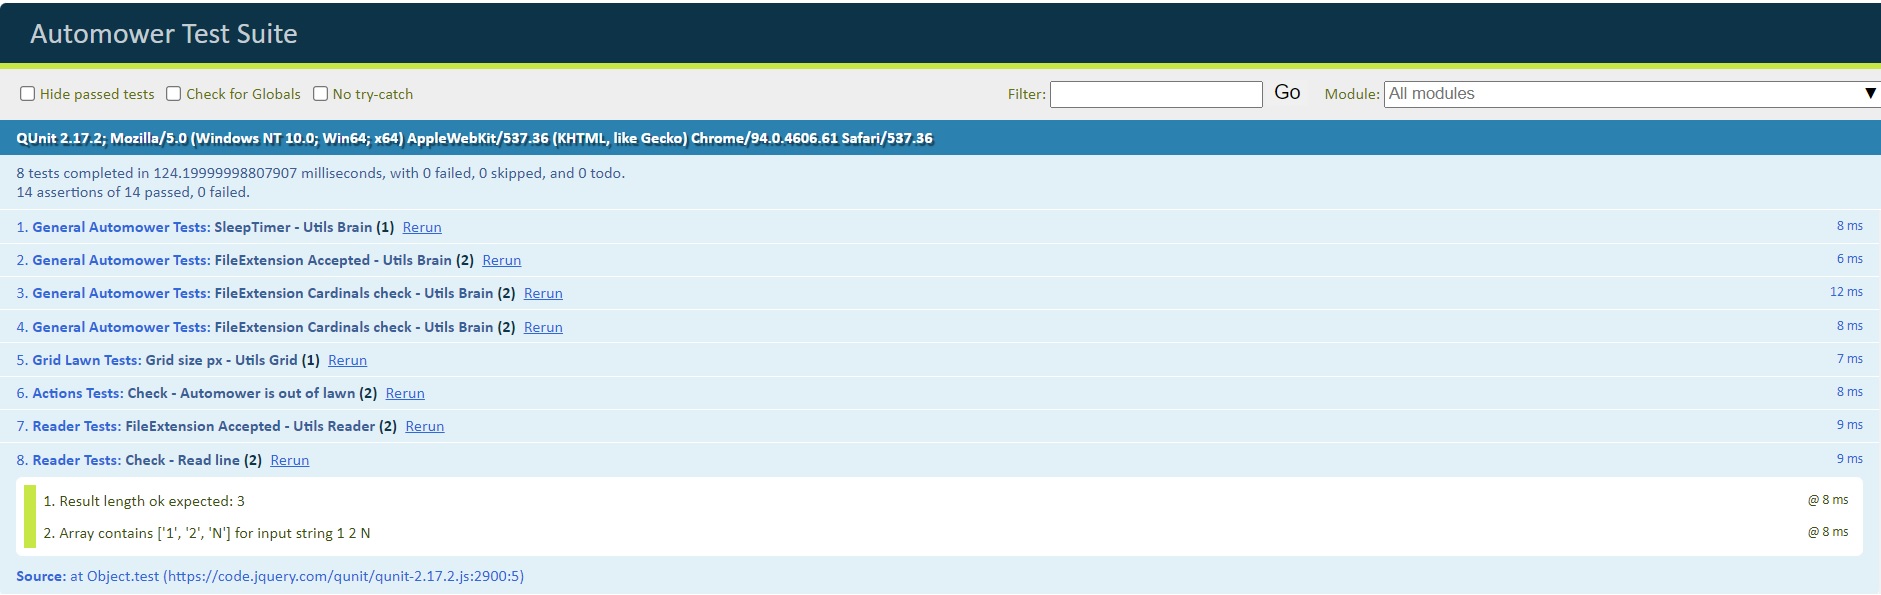 Automower Test Suite
Hide passed tests Check for Globals No try-catch Filter: Go Module: All modules ▼
QUnit 2.17.2; Mozilla/5.0 (Windows NT 10.0; Win64; x64) AppleWebKit/537.36 (KHTML, like Gecko) Chrome/94.0.4606.61 Safari/537.36
8 tests completed in 124.19999998807907 milliseconds, with 0 failed, 0 skipped, and 0 todo.
14 assertions of 14 passed, 0 failed.
1. General Automower Tests: SleepTimer - Utils Brain (1) Rerun 8 ms
2. General Automower Tests: FileExtension Accepted - Utils Brain (2) Rerun 6 ms
3. General Automower Tests: FileExtension Cardinals check - Utils Brain (2) Rerun 12 ms
4. General Automower Tests: FileExtension Cardinals check - Utils Brain (2) Rerun 8 ms
5. Grid Lawn Tests: Grid size px - Utils Grid (1) Rerun 7 ms
6. Actions Tests: Check - Automower is out of lawn (2) Rerun 8 ms
7. Reader Tests: FileExtension Accepted - Utils Reader (2) Rerun 9 ms
8. Reader Tests: Check - Read line (2) Rerun 9 ms
1. Result length ok expected: 3 @ 8 ms
2. Array contains ['1', '2', 'N'] for input string 1 2 N @ 8 ms
Source: at Object.test (https://code.jquery.com/qunit/qunit-2.17.2.js:2900:5)